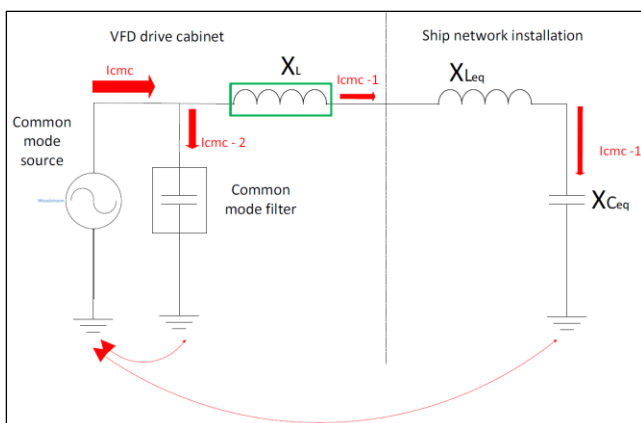 VFD drive cabinet
Ship network installation
Icmc
XL
Icmc -1
XLeq
Common
mode
source
Icmc - 2
Common
mode filter
Icmc -1
XCeq